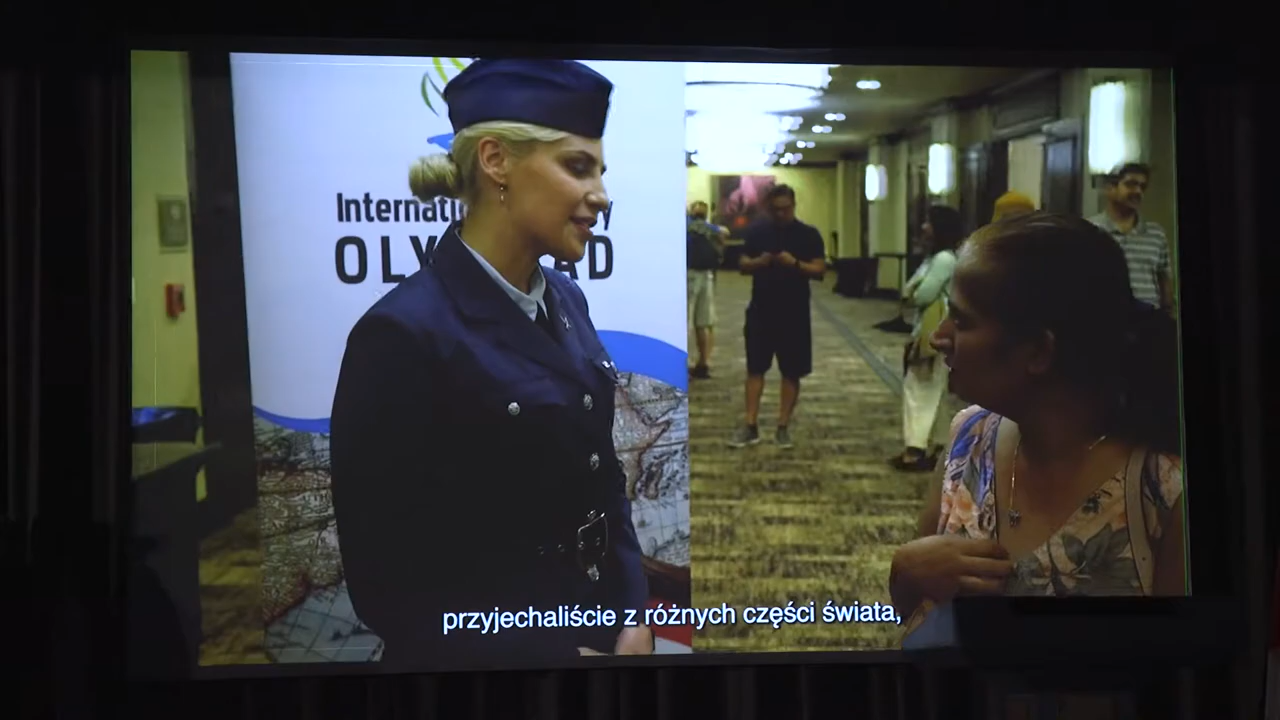 Internati
OLY AD
przyjechaliście z różnych części świata,